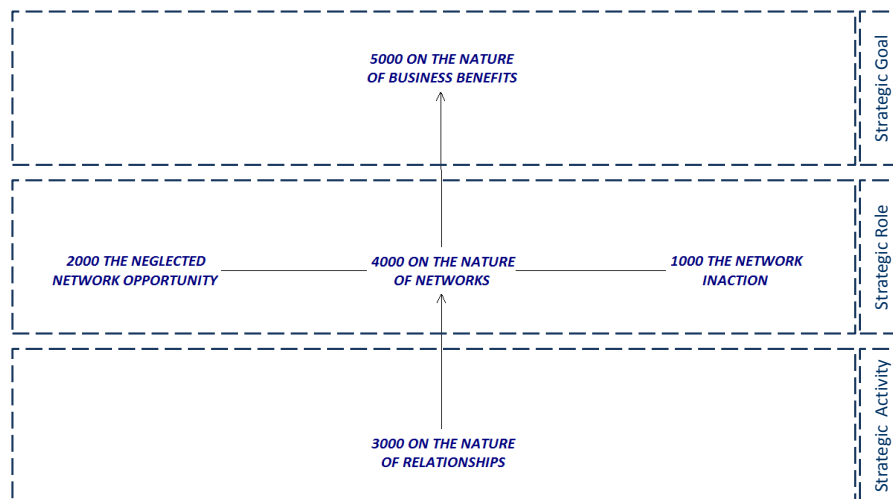 5000 ON THE NATURE
OF BUSINESS BENEFITS
Strategic Goal
2000 THE NEGLECTED
NETWORK OPPORTUNITY
4000 ON THE NATURE
OF NETWORKS
1000 THE NETWORK
INACTION
Strategic Role
3000 ON THE NATURE
OF RELATIONSHIPS
Strategic Activity